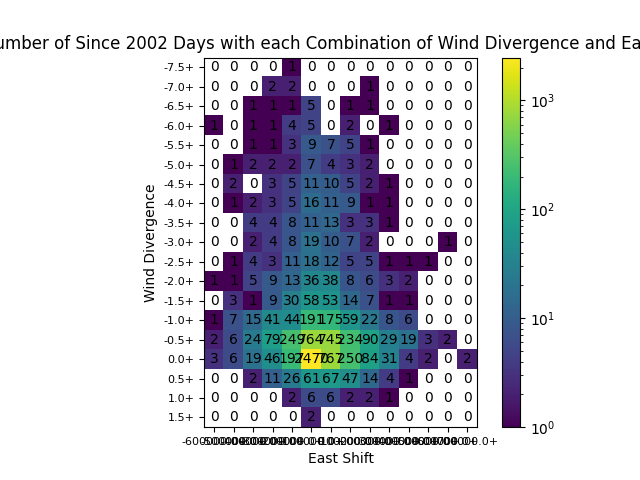 umber of Since 2002 Days with each Combination of Wind Divergence and Ea
-7.5+ 0 0 0 0 1 0 0 0 0 0 0 0 0 0
-7.0+ 0 0 0 2 2 0 0 0 1 0 0 0 0 0
-6.5+ 0 0 1 1 1 5 0 1 1 0 0 0 0 0
-6.0+ 1 0 1 1 4 5 0 2 0 1 0 0 0 0
-5.5+ 0 0 1 1 3 9 7 5 1 0 0 0 0 0
-5.0+ 0 1 2 2 2 7 4 3 2 0 0 0 0 0
-4.5+ 0 2 0 3 5 11 10 5 2 1 0 0 0 0
-4.0+ 0 1 2 3 5 16 11 9 1 1 0 0 0 0
-3.5+ 0 0 4 4 8 11 13 3 3 1 0 0 0 0
-3.0+ 0 0 2 4 8 19 10 7 2 0 0 0 1 0
-2.5+ 0 1 4 3 11 18 12 5 5 1 1 1 0 0
-2.0+ 1 1 5 9 13 36 38 8 6 3 2 0 0 0
-1.5+ 0 3 1 9 30 58 53 14 7 1 1 0 0 0
-1.0+ 1 7 15 41 44 191 175 59 22 8 6 0 0 0
-0.5+ 2 6 24 79 249 764 745 234 90 29 19 3 2 0
0.0+ 3 6 19 46 767 250 84 31 4 2 0 2
0.5+ 0 0 2 11 26 61 67 47 14 4 1 0 0 0
1.0+ 0 0 0 0 2 6 6 2 2 1 0 0 0 0
1.5+ 0 0 0 0 0 2 0 0 0 0 0 0 0 0
East Shift
Wind Divergence
10³
10²
10¹
10⁰